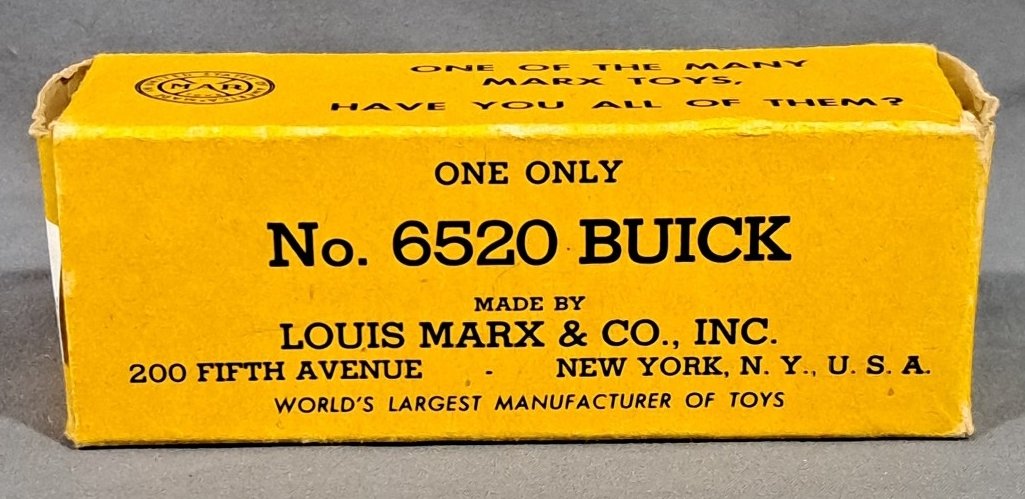 ONE OF THE MANY
MARX TOYS,
HAVE YOU ALL OF THEM?
MAR
ONE ONLY
No. 6520 BUICK
MADE BY
LOUIS MARX & CO., INC.
200 FIFTH AVENUE - NEW YORK, N. Y., U. S. A.
WORLD'S LARGEST MANUFACTURER OF TOYS